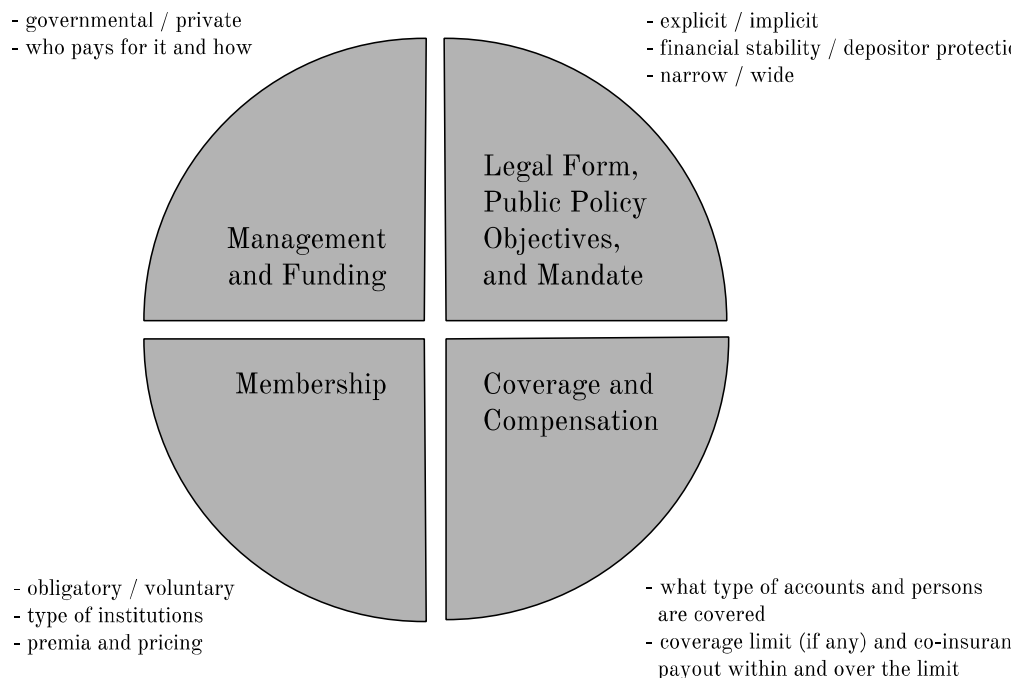 - governmental / private
- who pays for it and how
- explicit / implicit
- financial stability / depositor protectio
- narrow / wide
Management
and Funding
Legal Form,
Public Policy
Objectives,
and Mandate
Membership
Coverage and
Compensation
- obligatory / voluntary
- type of institutions
- premia and pricing
- what type of accounts and persons
are covered
- coverage limit (if any) and co-insuran
payout within and over the limit